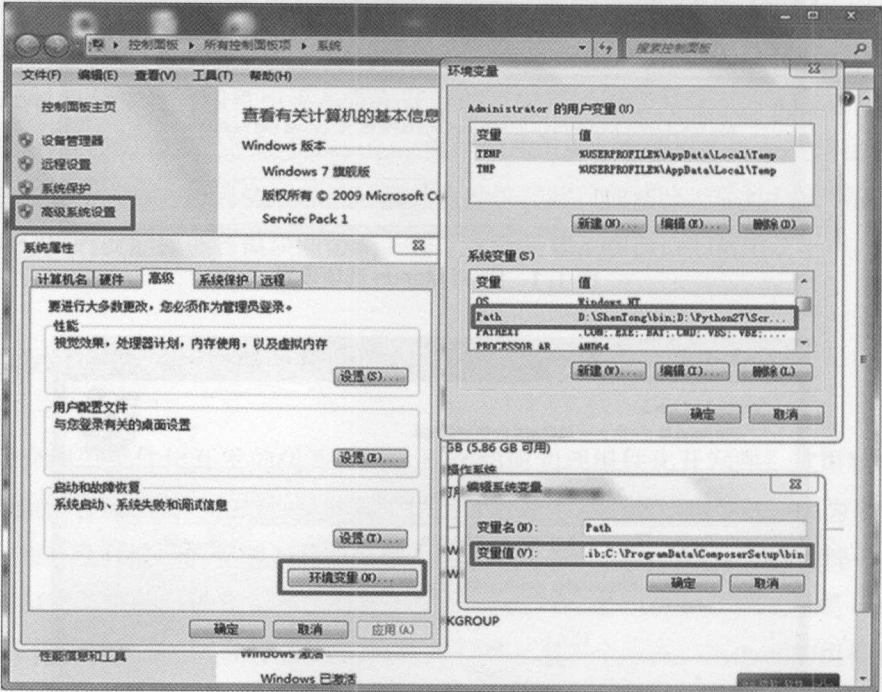 控制面板 ▸ 所有控制面板项 ▸ 系统
搜索控制面板
文件(F) 编辑(E) 查看(V) 工具(T) 帮助(H)
控制面板主页
设备管理器
远程设置
系统保护
高级系统设置
查看有关计算机的基本信息
Windows 版本
Windows 7 旗舰版
版权所有 © 2009 Microsoft Co
Service Pack 1
系统属性
计算机名 硬件 高级 系统保护 远程
要进行大多数更改，您必须作为管理员登录。
性能
视觉效果，处理器计划，内存使用，以及虚拟内存
设置(S)...
用户配置文件
与您登录有关的桌面设置
设置(E)...
启动和故障恢复
系统启动、系统失败和调试信息
设置(T)...
环境变量(N)...
确定 取消 应用(A)
性能信息和工具
Windows 激活
Windows 已激活
环境变量
Administrator 的用户变量(U)
变量 值
TEMP %USERPROFILE%\AppData\Local\Temp
TMP %USERPROFILE%\AppData\Local\Temp
新建(N)... 编辑(E)... 删除(D)
系统变量(S)
变量 值
OS Windows_NT
Path D:\ShenTong\bin;D:\Python27\Scr...
PATHEXT .COM;.EXE;.BAT;.CMD;.VBS;.VBE;....
PROCESSOR_AR AMD64
新建(W)... 编辑(I)... 删除(L)
确定 取消
GB (5.86 GB 可用)
操作系统
编辑系统变量
变量名(N): Path
变量值(V): .ib;C:\ProgramData\ComposerSetup\bin
确定 取消
KGROUP